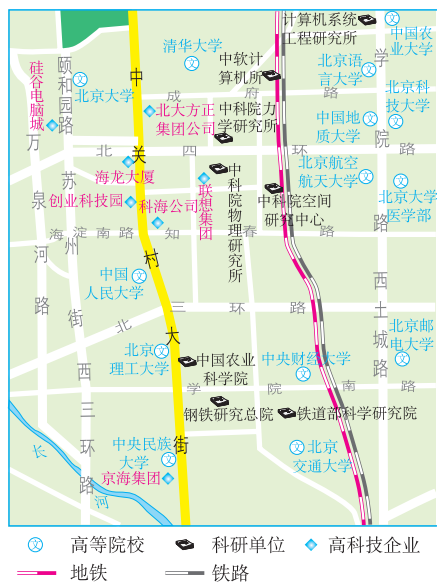 计算机系统
工程研究所
中国农
业大学
清华大学
中软计
算机所
北京语
言大学
学
院
路
硅谷电脑城
颐和园路
北京大学
中
关
村
大
街
成
府
路
北大方正
集团公司
中科院力
学研究所
中国地
质大学
北京科
技大学
万
泉
河
路
北
四
环
路
海龙大厦
苏
州
街
创业科技园
科海公司
联想集团
中科院物理研究所
中科院空间
研究中心
北京航空
航天大学
北京大学
医学部
海
淀
南
路
知
春
路
中国
人民大学
西
土
城
路
北
三
环
路
北京
理工大学
中国农业
科学院
中央财经大学
北京邮
电大学
西
三
环
路
学
院
南
路
钢铁研究总院
铁道部科学研究院
长
河
中央民族
大学
京海集团
北京
交通大学
文 高等院校 科研单位 高科技企业
地铁 铁路